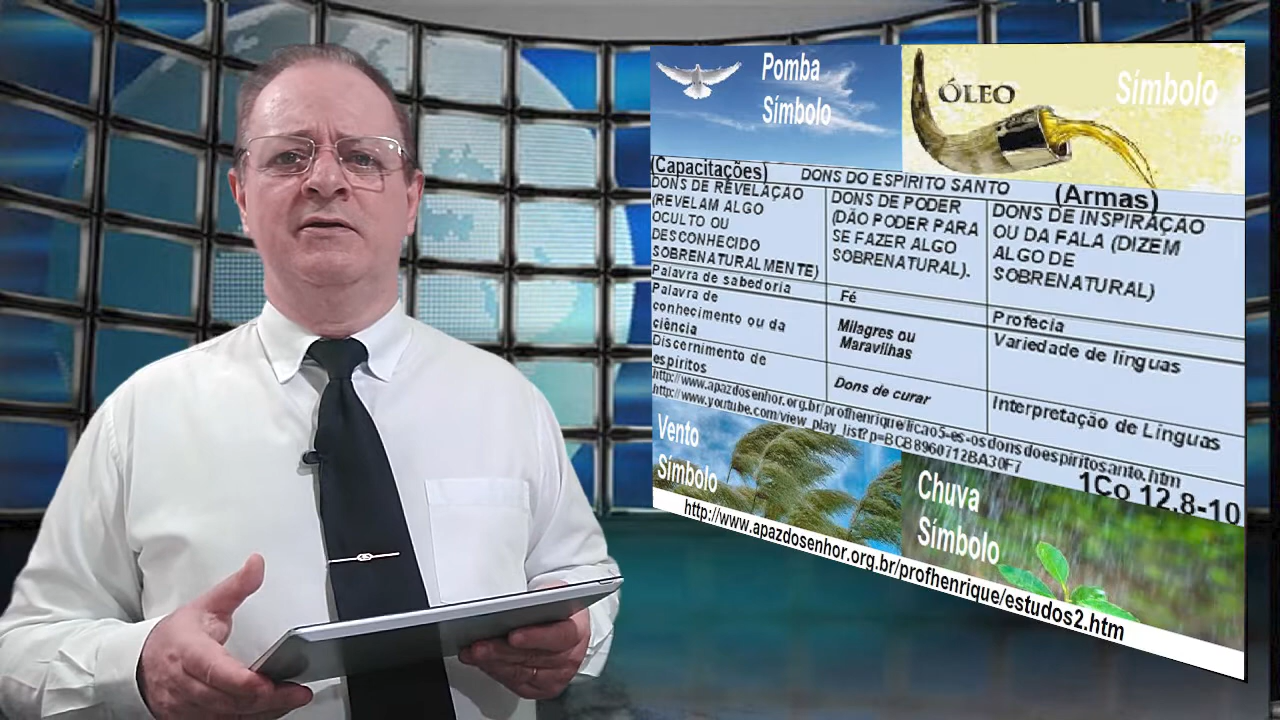 Pomba
Símbolo
ÓLEO
Símbolo
(Capacitações)
DONS DO ESPÍRITO SANTO
(Armas)
DONS DE REVELAÇÃO
(REVELAM ALGO
OCULTO OU
DESCONHECIDO
SOBRENATURALMENTE)
DONS DE PODER
(DÃO PODER PARA
SE FAZER ALGO
SOBRENATURAL).
DONS DE INSPIRAÇÃO
OU DA FALA (DIZEM
ALGO DE
SOBRENATURAL)
Palavra de sabedoria
Fé
Profecia
Palavra de
conhecimento ou da
ciência
Milagres ou
Maravilhas
Variedade de línguas
Discernimento de
espíritos
Dons de curar
Interpretação de Línguas
http://www.apazdosenhor.org.br/profhenrique/licao5-es-osdonsdoespiritosanto.htm
http://www.youtube.com/view_play_list?p=BCB8960712BA30F7
1Co 12.8-10
Vento
Símbolo
Chuva
Símbolo
http://www.apazdosenhor.org.br/profhenrique/estudos2.htm